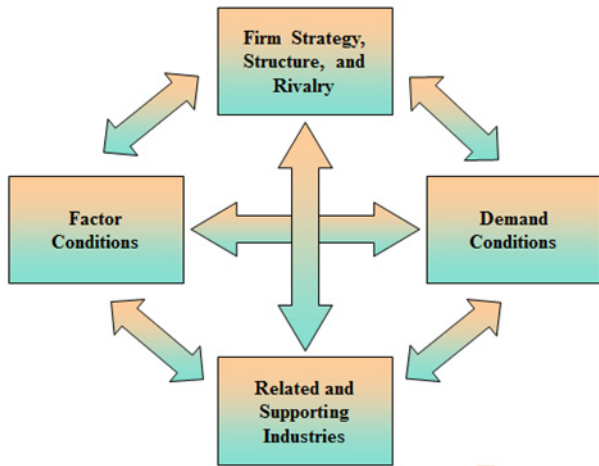 Firm Strategy,
Structure, and
Rivalry
Factor
Conditions
Demand
Conditions
Related and
Supporting
Industries